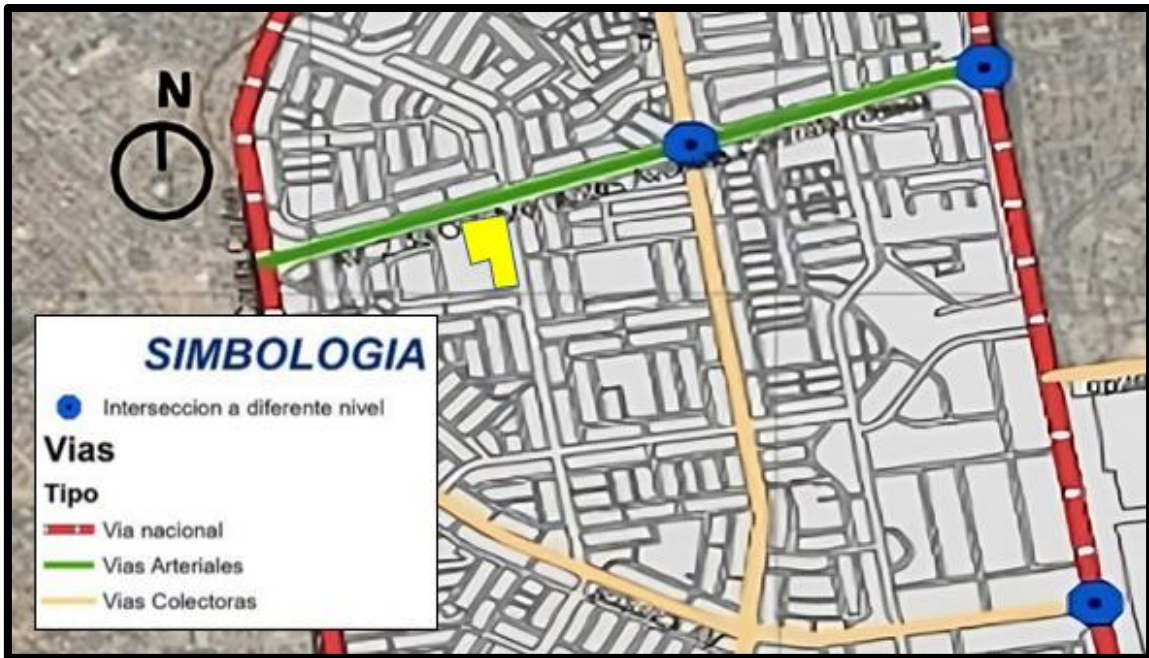 N
SIMBOLOGIA
Interseccion a diferente nivel
Vias
Tipo
Via nacional
Vias Arteriales
Vias Colectoras